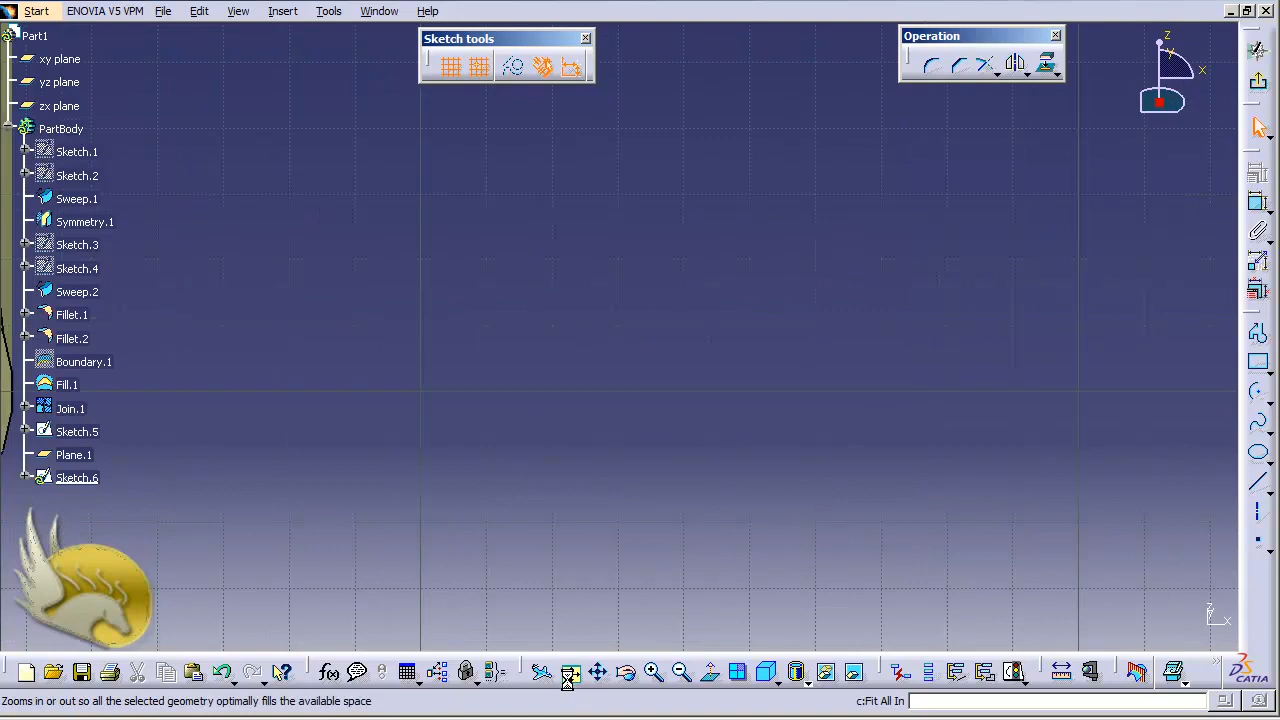 Start
ENOVIA V5 VPM
File
Edit
View
Insert
Tools
Window
Help
Part1
xy plane
yz plane
zx plane
PartBody
Sketch.1
Sketch.2
Sweep.1
Symmetry.1
Sketch.3
Sketch.4
Sweep.2
Fillet.1
Fillet.2
Boundary.1
Fill.1
Join.1
Sketch.5
Plane.1
Sketch.6
Sketch tools
Operation
Z
Y
X
Z
X
f(x)
CATIA
Zooms in or out so all the selected geometry optimally fills the available space
c:Fit All In